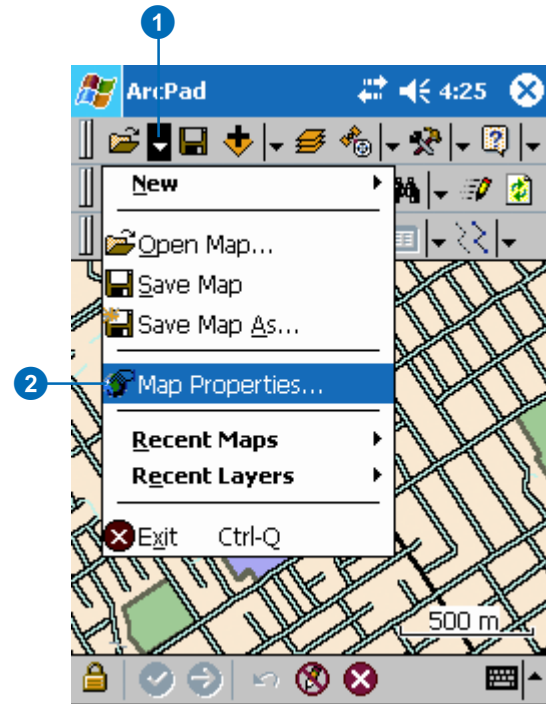 1
ArcPad 4:25
New
Open Map...
Save Map
Save Map As...
2
Map Properties...
Recent Maps
Recent Layers
Exit Ctrl-Q
500 m